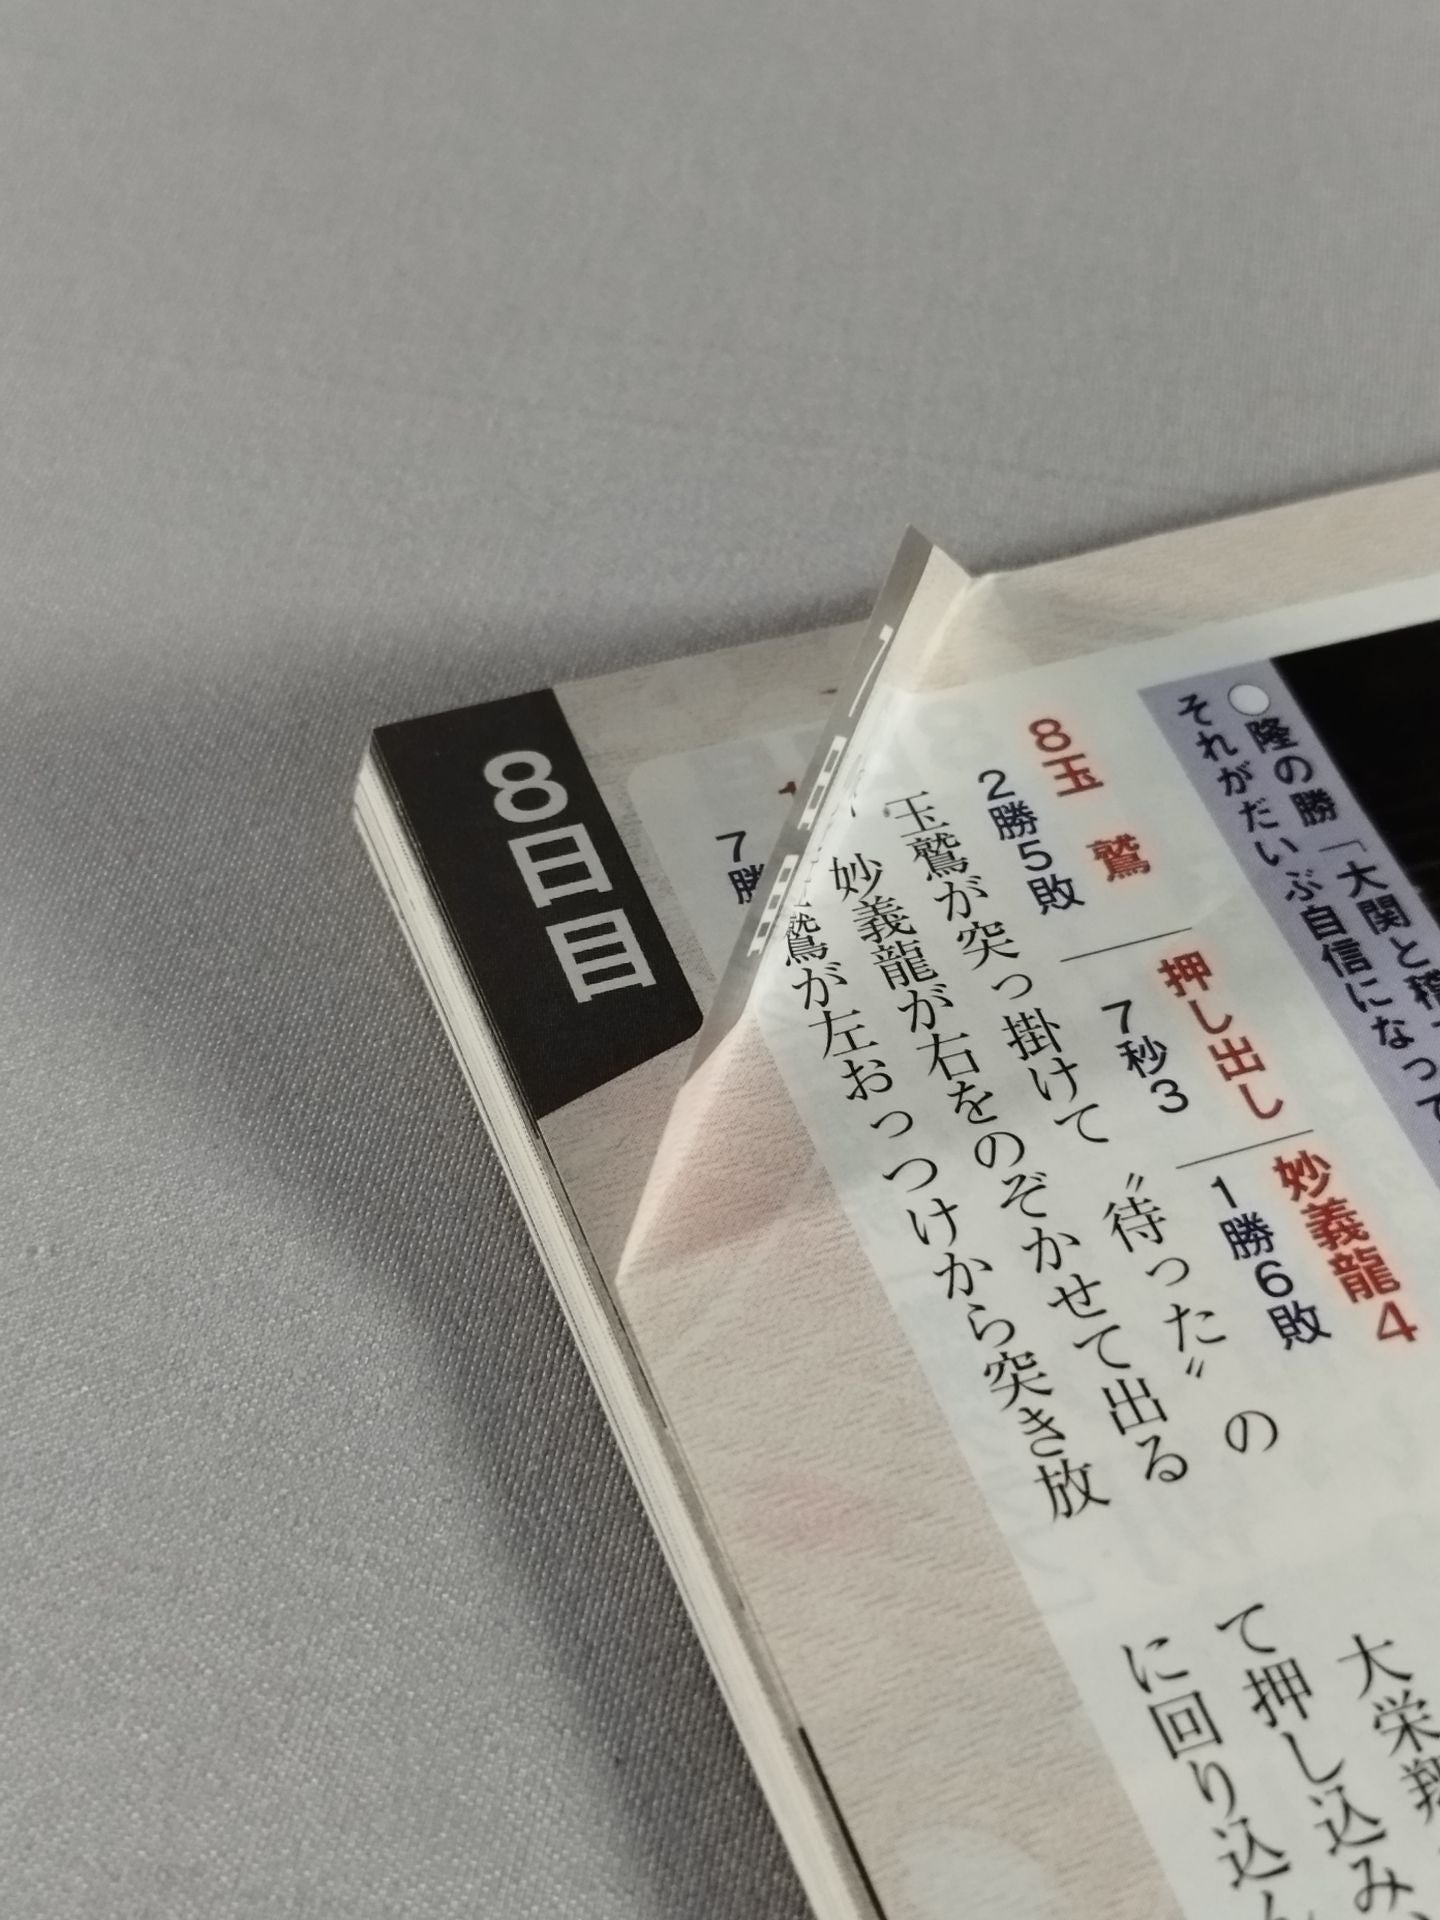 ●隆の勝「大関と稽
それがだいぶ自信になって
8玉 鷲 押し出し 妙義龍4
2勝5敗 7秒3 1勝6敗
玉鷲が突っ掛けて〝待った〟の
妙義龍が右をのぞかせて出る
鷲が左おっつけから突き放
大栄翔
て押し込み、
に回り込ん
7勝
8日目